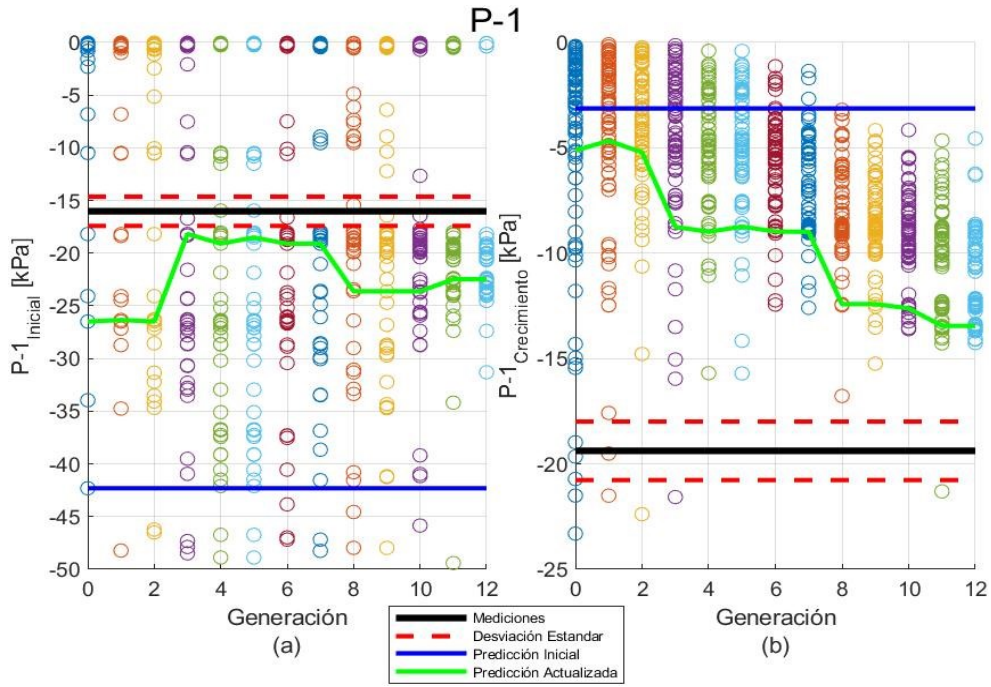 P-1
0
-5
-10
-15
-20
-25
-30
-35
-40
-45
-50
P-1Inicial [kPa]
0 2 4 6 8 10 12
Generación
(a)
0
-5
-10
-15
-20
-25
P-1Crecimiento [kPa]
0 2 4 6 8 10 12
Generación
(b)
Mediciones
Desviación Estandar
Predicción Inicial
Predicción Actualizada